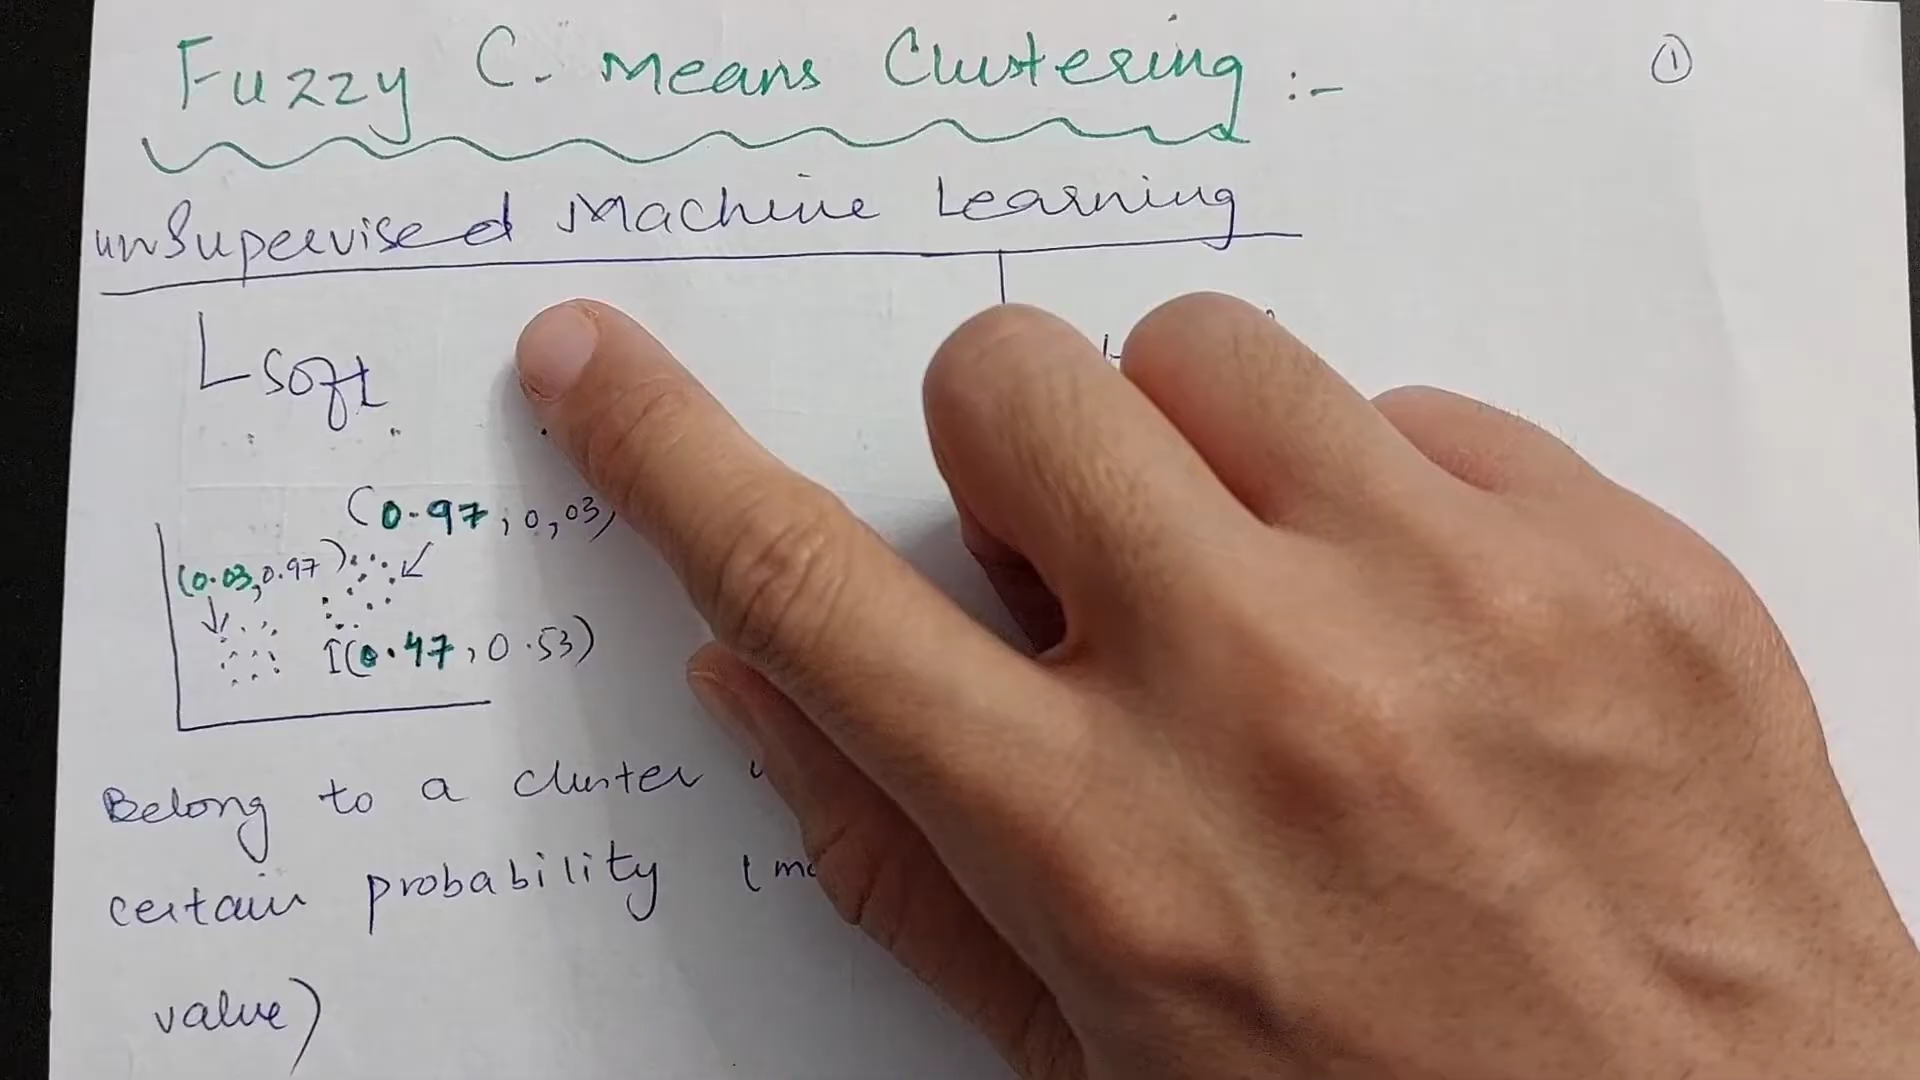 Fuzzy C- Means Clustering :-
1
unSupervised Machine Learning
Soft
(0.97, 0,03)
(0.03,0.97)
I(0.47, 0.53)
Belong to a cluster
certain probability
value)